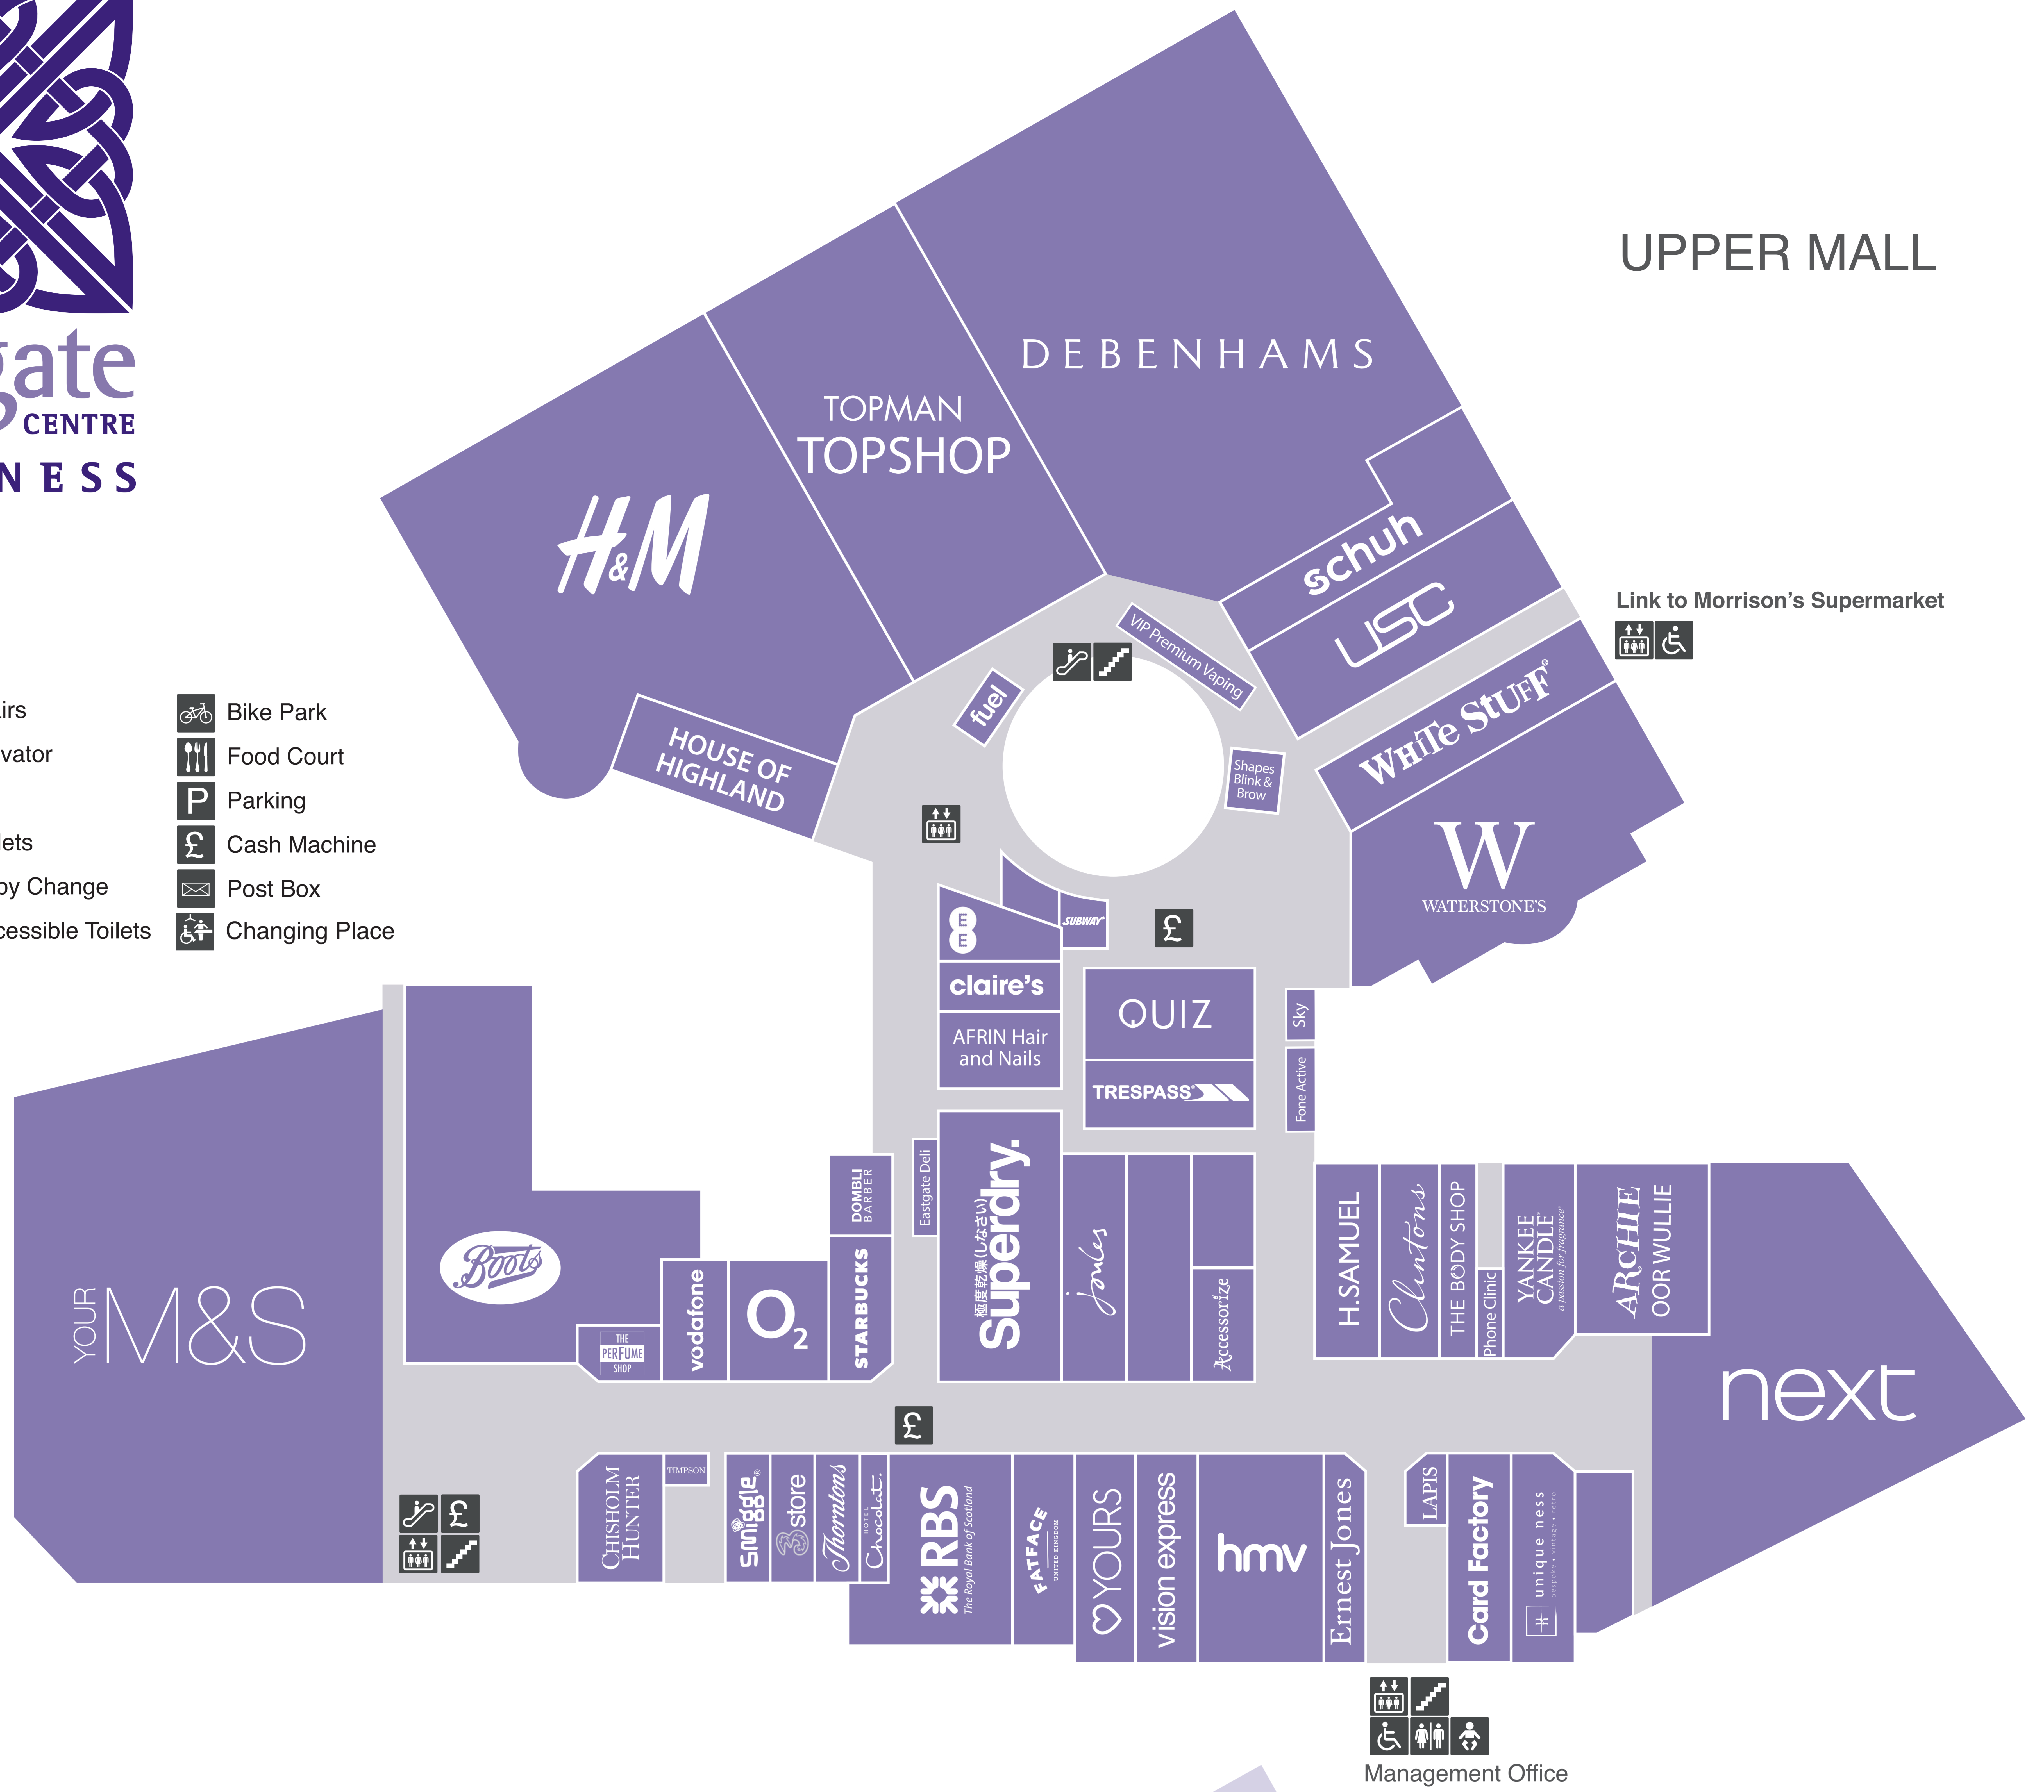 gate
CENTRE
NESS
UPPER MALL
DEBENHAMS
TOPMAN
TOPSHOP
H&M
schuh
USC
Link to Morrison's Supermarket
WHITE STUFF
VIP Premium Vaping
fuel
HOUSE OF
HIGHLAND
Shapes
Blink &
Brow
W
WATERSTONE'S
irs
vator
lets
by Change
cessible Toilets
Bike Park
Food Court
P
Parking
£
Cash Machine
Post Box
Changing Place
EE
SUBWAY
£
claire's
AFRIN Hair
and Nails
QUIZ
TRESPASS
Sky
Fone Active
YOUR
M&S
Boots
THE
PERFUME
SHOP
vodafone
O2
DOMBLI
BARBER
STARBUCKS
Eastgate Deli
極度乾燥(しなさい)
Superdry.
Joules
Accessorize
H.SAMUEL
Clintons
THE BODY SHOP
Phone Clinic
YANKEE
CANDLE
a passion for fragrance
ARCHIE
OOR WULLIE
next
£
£
CHISHOLM
HUNTER
TIMPSON
smiggle
3 store
Thorntons
HOTEL
Chocolat.
RBS
The Royal Bank of Scotland
FATFACE
UNITED KINGDOM
YOURS
vision express
hmv
Ernest Jones
LAPIS
Card Factory
unique ness
bespoke • vintage • retro
Management Office